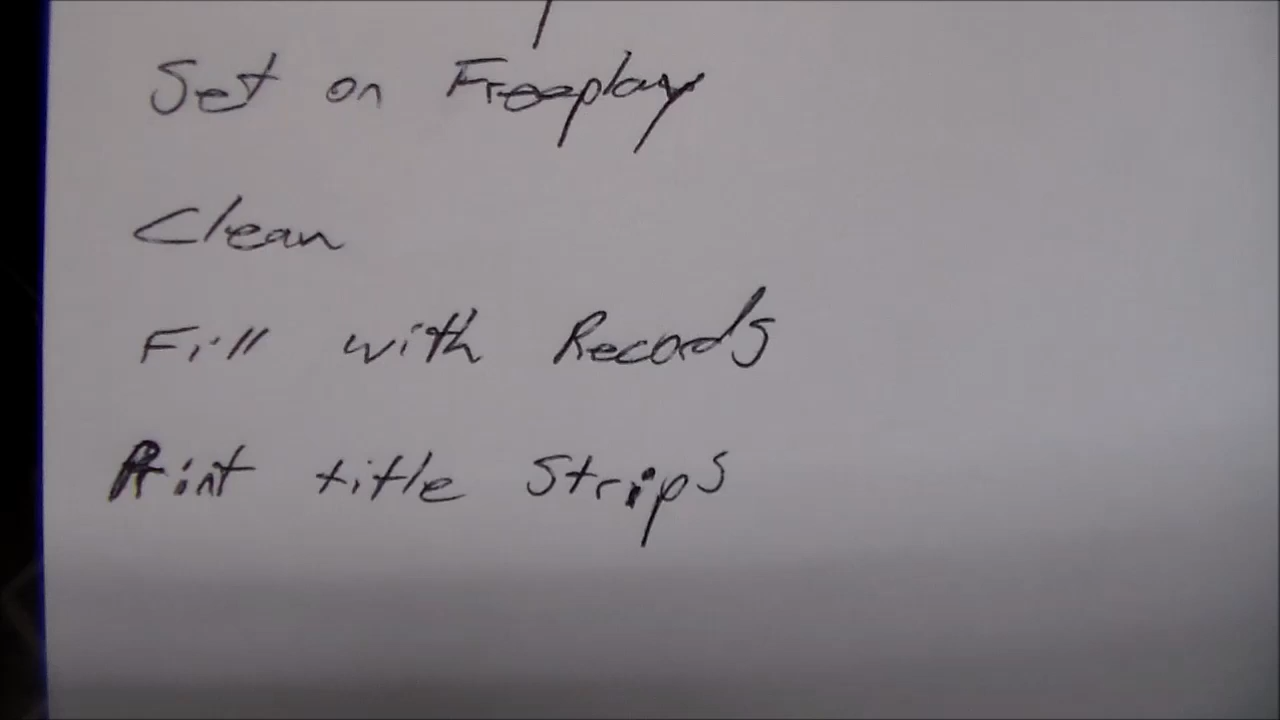 Set on Freeplay
Clean
Fill with Records
Print title Strips